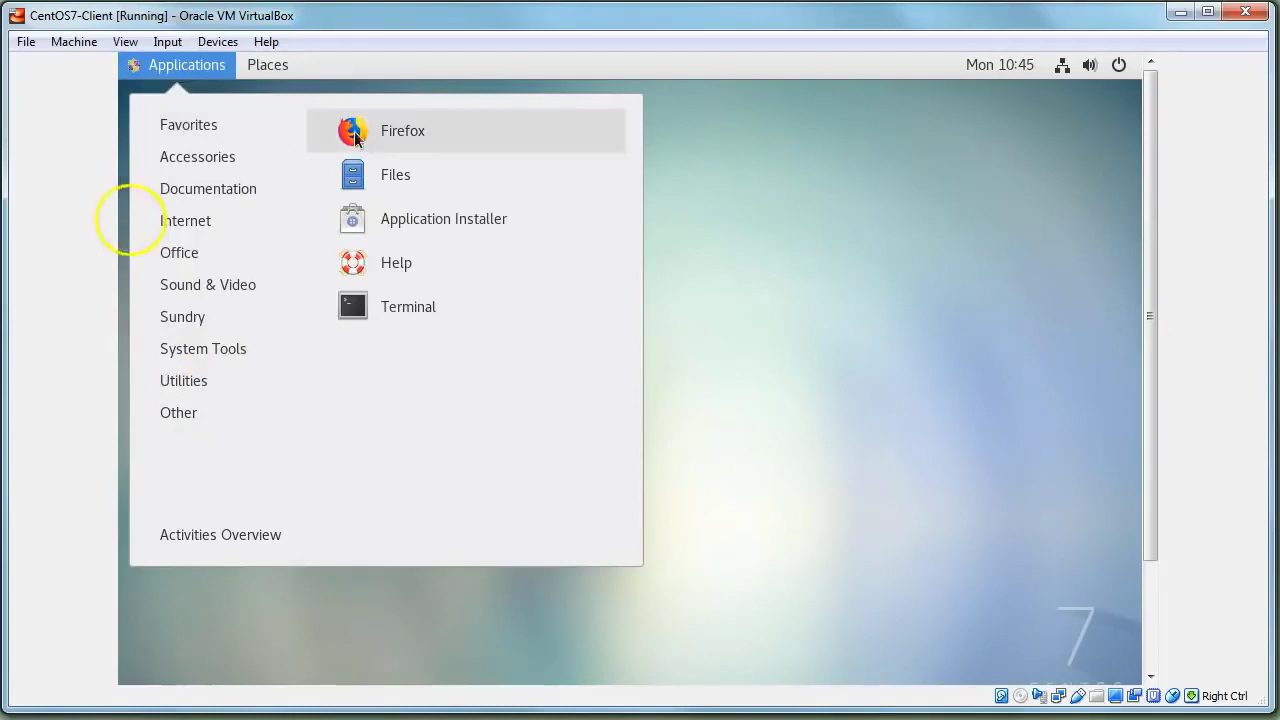 CentOS7-Client [Running] - Oracle VM VirtualBox
File Machine View Input Devices Help
Applications Places Mon 10:45
Favorites
Accessories
Documentation
Internet
Office
Sound & Video
Sundry
System Tools
Utilities
Other
Activities Overview
Firefox
Files
Application Installer
Help
Terminal
7
Right Ctrl